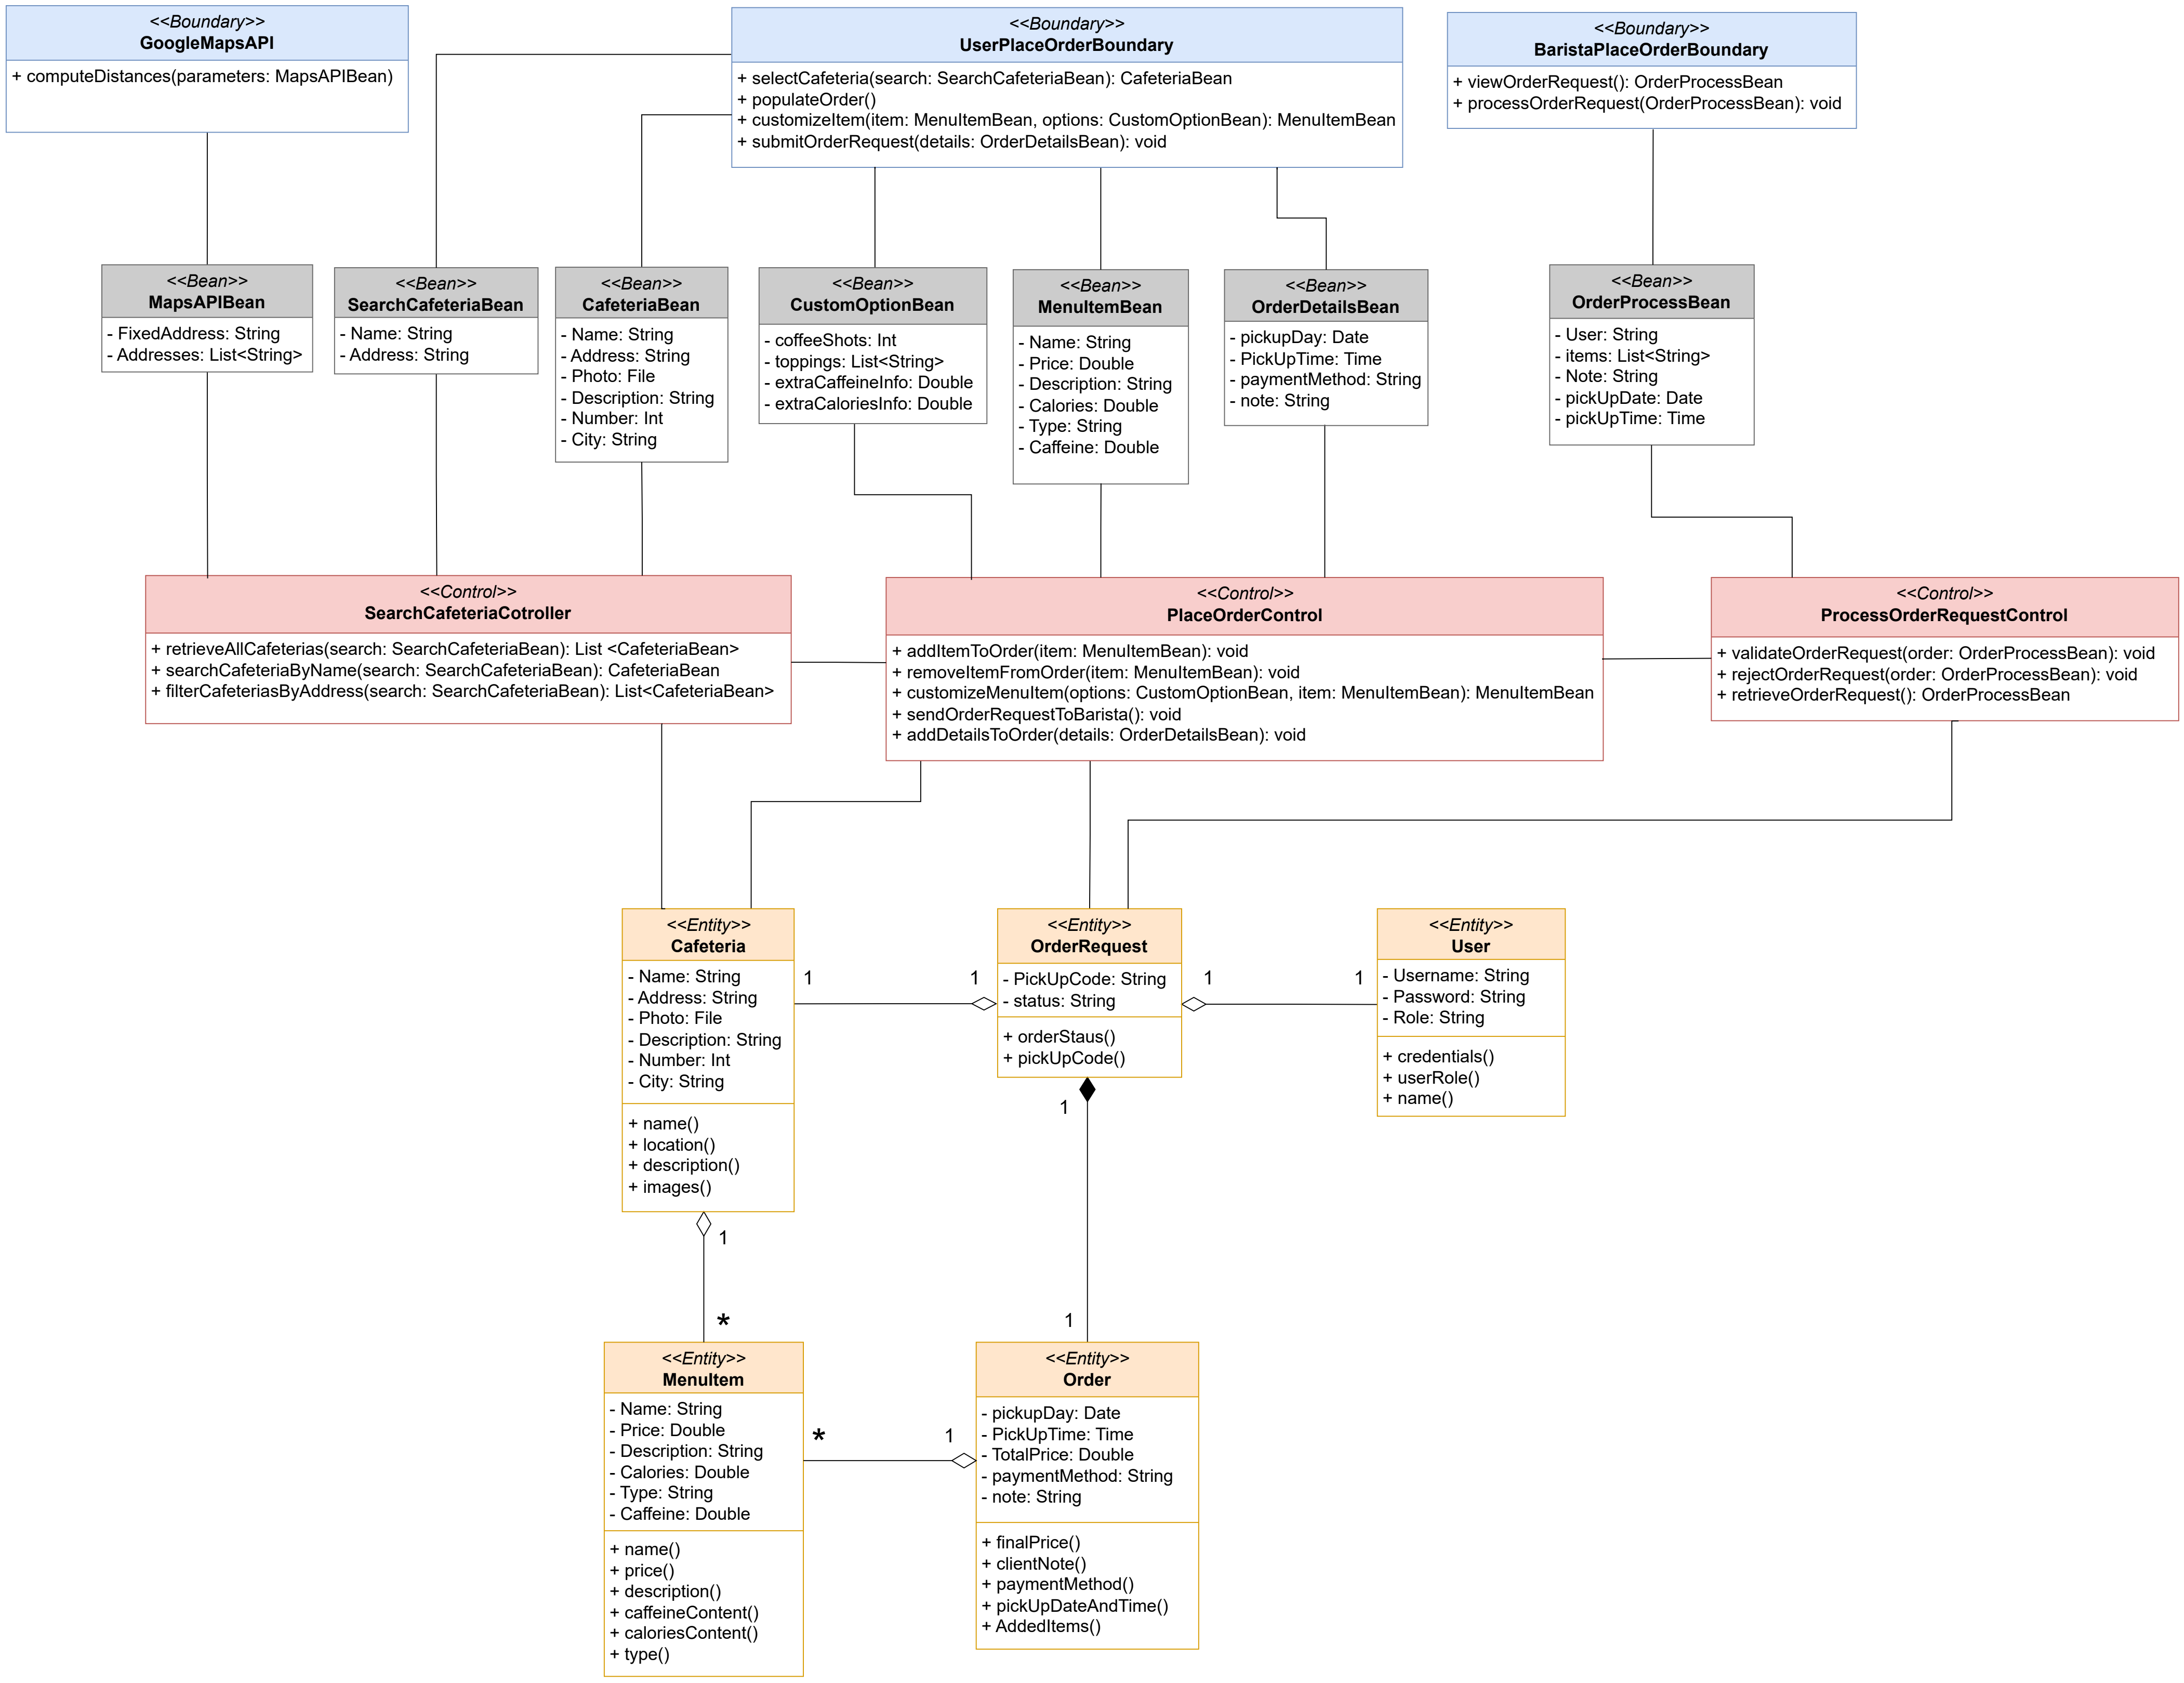 <<Boundary>>
GoogleMapsAPI
+ computeDistances(parameters: MapsAPIBean)
<<Boundary>>
UserPlaceOrderBoundary
+ selectCafeteria(search: SearchCafeteriaBean): CafeteriaBean
+ populateOrder()
+ customizeItem(item: MenuItemBean, options: CustomOptionBean): MenuItemBean
+ submitOrderRequest(details: OrderDetailsBean): void
<<Boundary>>
BaristaPlaceOrderBoundary
+ viewOrderRequest(): OrderProcessBean
+ processOrderRequest(OrderProcessBean): void
<<Bean>>
MapsAPIBean
- FixedAddress: String
- Addresses: List<String>
<<Bean>>
SearchCafeteriaBean
- Name: String
- Address: String
<<Bean>>
CafeteriaBean
- Name: String
- Address: String
- Photo: File
- Description: String
- Number: Int
- City: String
<<Bean>>
CustomOptionBean
- coffeeShots: Int
- toppings: List<String>
- extraCaffeineInfo: Double
- extraCaloriesInfo: Double
<<Bean>>
MenuItemBean
- Name: String
- Price: Double
- Description: String
- Calories: Double
- Type: String
- Caffeine: Double
<<Bean>>
OrderDetailsBean
- pickupDay: Date
- PickUpTime: Time
- paymentMethod: String
- note: String
<<Bean>>
OrderProcessBean
- User: String
- items: List<String>
- Note: String
- pickUpDate: Date
- pickUpTime: Time
<<Control>>
SearchCafeteriaCotroller
+ retrieveAllCafeterias(search: SearchCafeteriaBean): List <CafeteriaBean>
+ searchCafeteriaByName(search: SearchCafeteriaBean): CafeteriaBean
+ filterCafeteriasByAddress(search: SearchCafeteriaBean): List<CafeteriaBean>
<<Control>>
PlaceOrderControl
+ addItemToOrder(item: MenuItemBean): void
+ removeItemFromOrder(item: MenuItemBean): void
+ customizeMenuItem(options: CustomOptionBean, item: MenuItemBean): MenuItemBean
+ sendOrderRequestToBarista(): void
+ addDetailsToOrder(details: OrderDetailsBean): void
<<Control>>
ProcessOrderRequestControl
+ validateOrderRequest(order: OrderProcessBean): void
+ rejectOrderRequest(order: OrderProcessBean): void
+ retrieveOrderRequest(): OrderProcessBean
<<Entity>>
Cafeteria
- Name: String
- Address: String
- Photo: File
- Description: String
- Number: Int
- City: String
+ name()
+ location()
+ description()
+ images()
1
1
<<Entity>>
OrderRequest
- PickUpCode: String
- status: String
+ orderStaus()
+ pickUpCode()
1
1
<<Entity>>
User
- Username: String
- Password: String
- Role: String
+ credentials()
+ userRole()
+ name()
1
*
1
1
<<Entity>>
MenuItem
- Name: String
- Price: Double
- Description: String
- Calories: Double
- Type: String
- Caffeine: Double
+ name()
+ price()
+ description()
+ caffeineContent()
+ caloriesContent()
+ type()
*
1
<<Entity>>
Order
- pickupDay: Date
- PickUpTime: Time
- TotalPrice: Double
- paymentMethod: String
- note: String
+ finalPrice()
+ clientNote()
+ paymentMethod()
+ pickUpDateAndTime()
+ AddedItems()